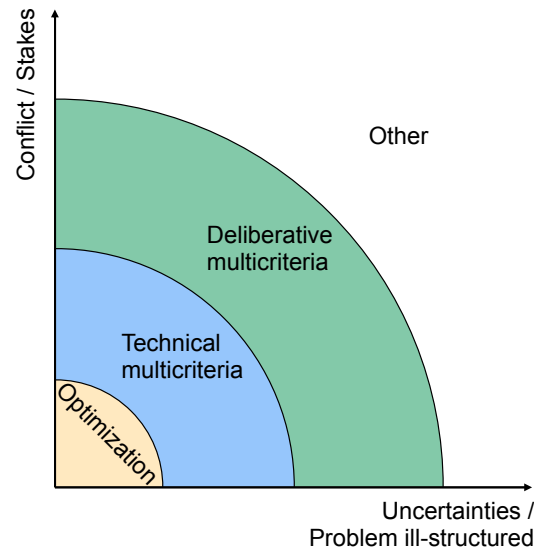 Conflict / Stakes
Other
Deliberative
multicriteria
Technical
multicriteria
Optimization
Uncertainties /
Problem ill-structured